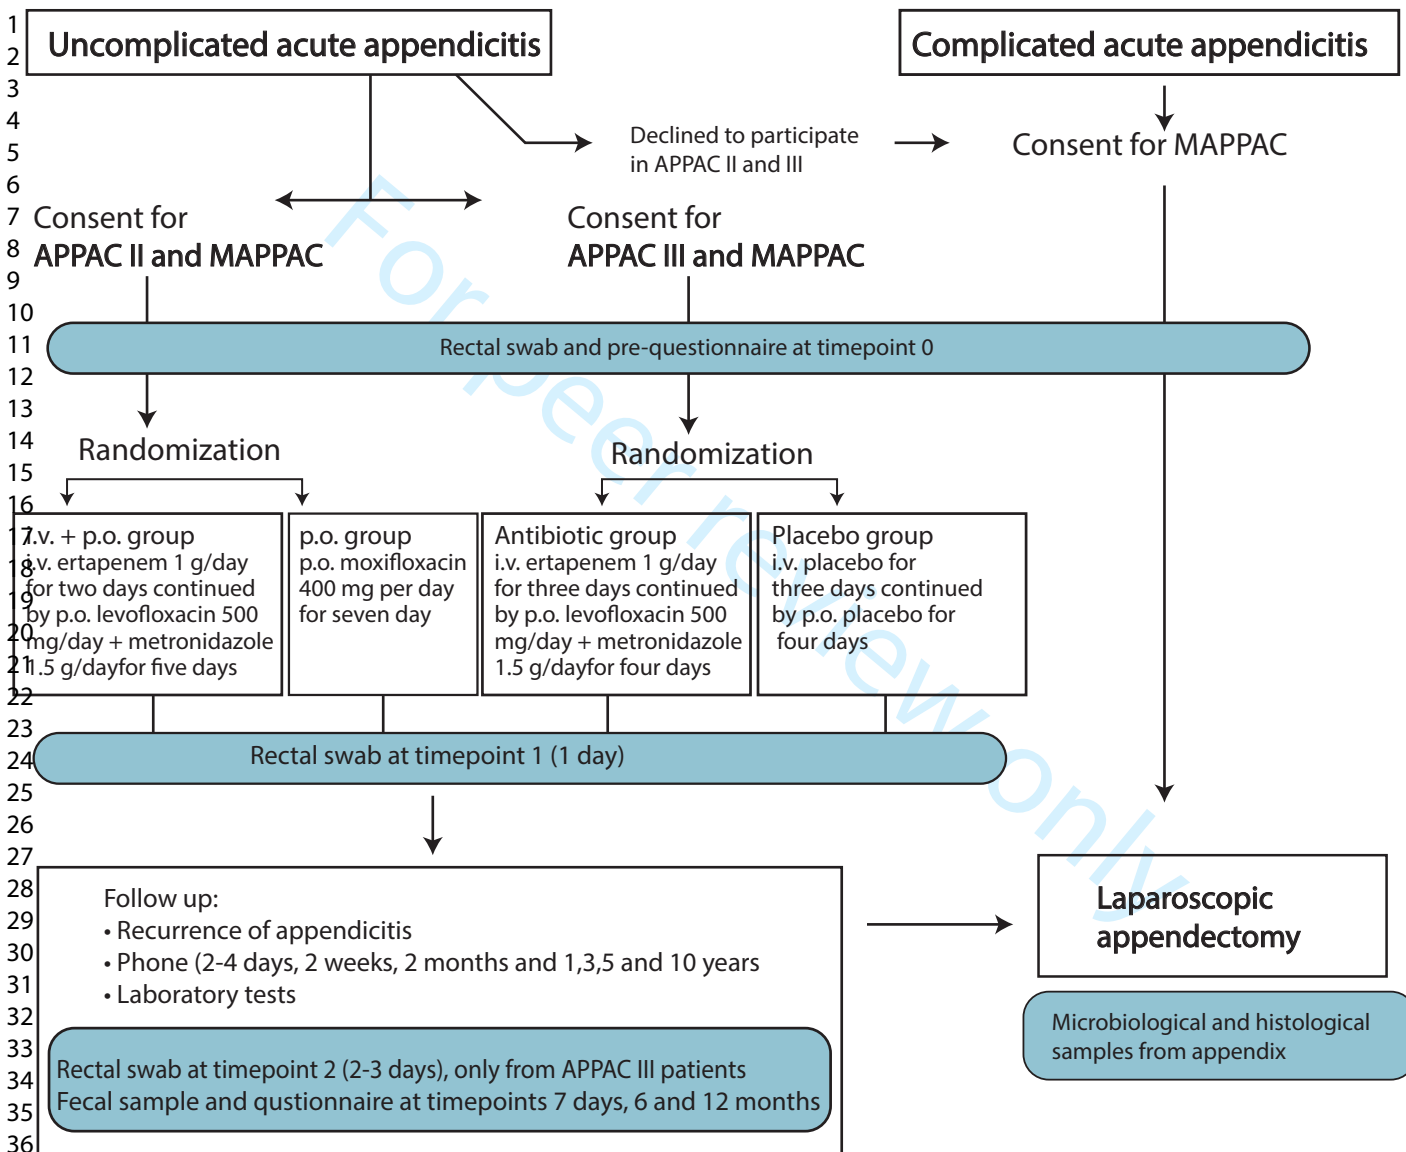 1
2
3
4
5
6
7
8
9
10
11
12
13
14
15
16
17
18
19
20
21
22
23
24
25
26
27
28
29
30
31
32
33
34
35
36
Uncomplicated acute appendicitis
Complicated acute appendicitis
Declined to participate
in APPAC II and III
Consent for MAPPAC
Consent for
APPAC II and MAPPAC
Consent for
APPAC III and MAPPAC
Rectal swab and pre-questionnaire at timepoint 0
Randomization
Randomization
i.v. + p.o. group
i.v. ertapenem 1 g/day
for two days continued
by p.o. levofloxacin 500
mg/day + metronidazole
1.5 g/dayfor five days
p.o. group
p.o. moxifloxacin
400 mg per day
for seven day
Antibiotic group
i.v. ertapenem 1 g/day
for three days continued
by p.o. levofloxacin 500
mg/day + metronidazole
1.5 g/dayfor four days
Placebo group
i.v. placebo for
three days continued
by p.o. placebo for
four days
Rectal swab at timepoint 1 (1 day)
Follow up:
• Recurrence of appendicitis
• Phone (2-4 days, 2 weeks, 2 months and 1,3,5 and 10 years
• Laboratory tests
Rectal swab at timepoint 2 (2-3 days), only from APPAC III patients
Fecal sample and qustionnaire at timepoints 7 days, 6 and 12 months
Laparoscopic
appendectomy
Microbiological and histological
samples from appendix
For peer review only